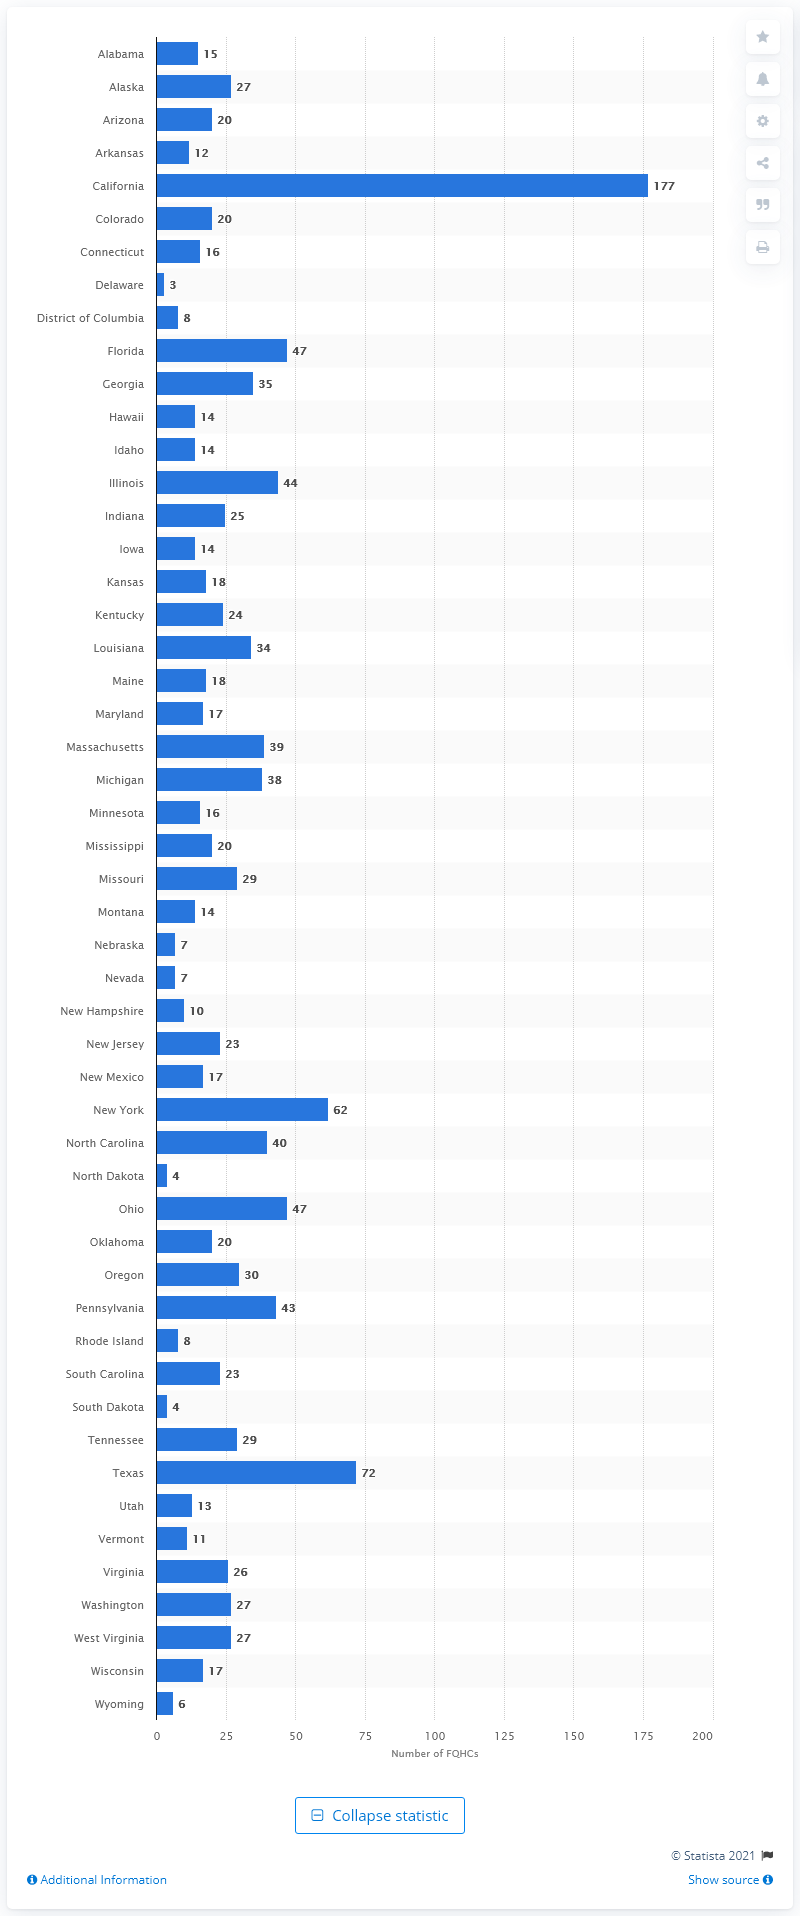 Alabama 15
Alaska 27
Arizona 20
Arkansas 12
California 177
Colorado 20
Connecticut 16
Delaware 3
District of Columbia 8
Florida 47
Georgia 35
Hawaii 14
Idaho 14
Illinois 44
Indiana 25
Iowa 14
Kansas 18
Kentucky 24
Louisiana 34
Maine 18
Maryland 17
Massachusetts 39
Michigan 38
Minnesota 16
Mississippi 20
Missouri 29
Montana 14
Nebraska 7
Nevada 7
New Hampshire 10
New Jersey 23
New Mexico 17
New York 62
North Carolina 40
North Dakota 4
Ohio 47
Oklahoma 20
Oregon 30
Pennsylvania 43
Rhode Island 8
South Carolina 23
South Dakota 4
Tennessee 29
Texas 72
Utah 13
Vermont 11
Virginia 26
Washington 27
West Virginia 27
Wisconsin 17
Wyoming 6
0 25 50 75 100 125 150 175 200
Number of FQHCs
Collapse statistic
© Statista 2021
Additional Information Show source